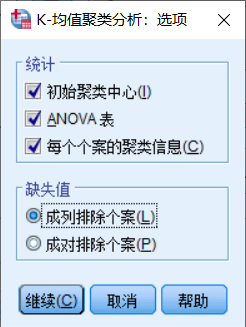 K-均值聚类分析：选项
统计
初始聚类中心(I)
ANOVA 表
每个个案的聚类信息(C)
缺失值
成列排除个案(L)
成对排除个案(P)
继续(C) 取消 帮助